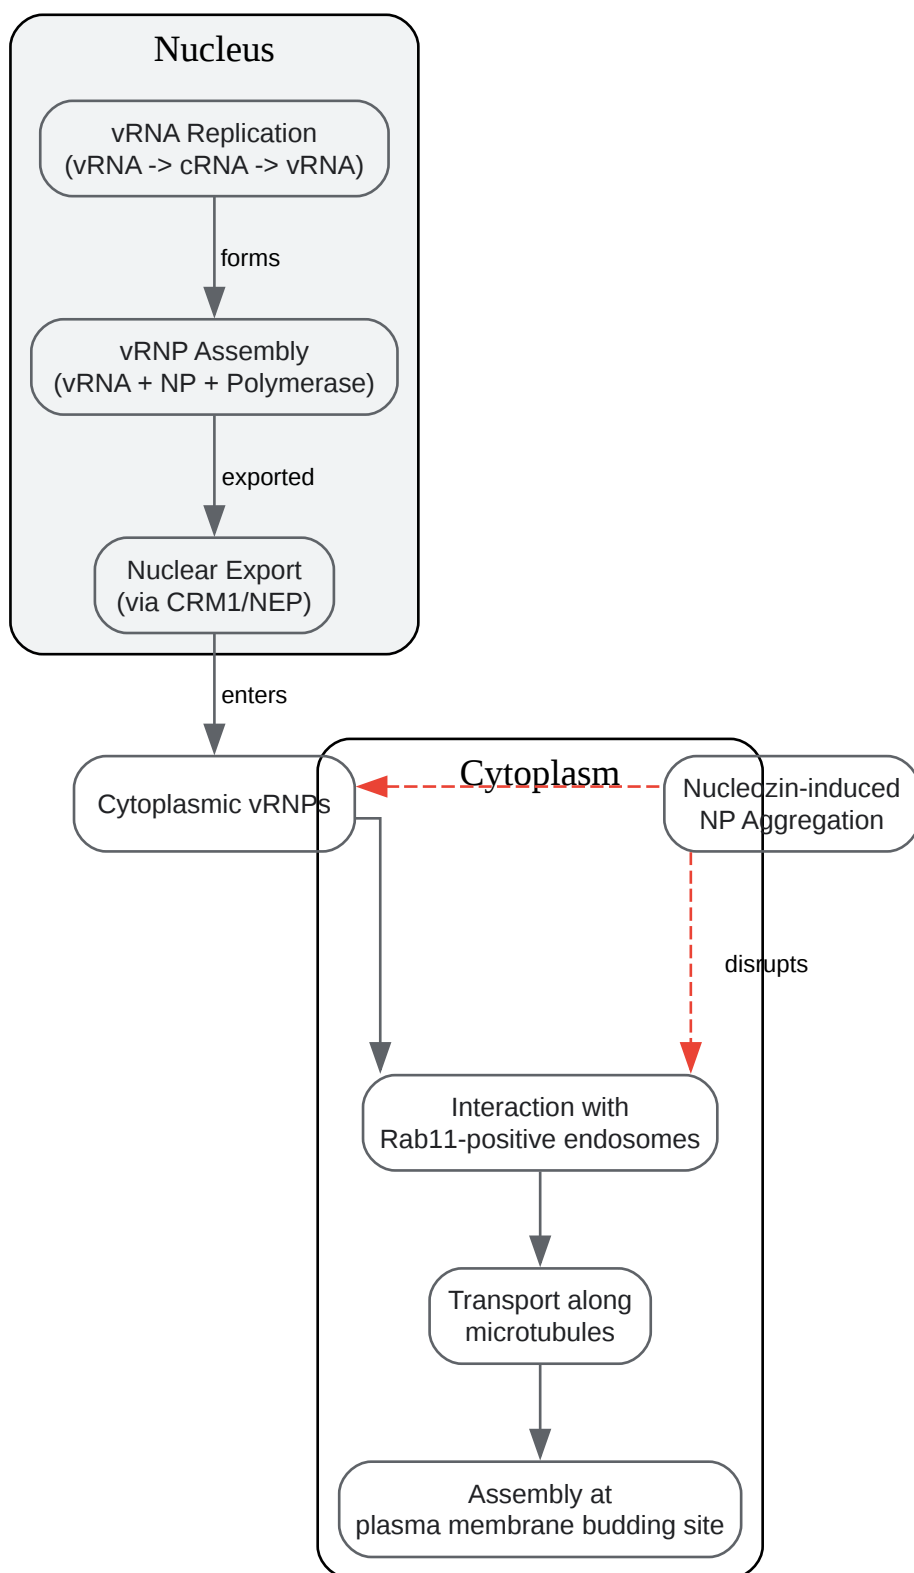 Nucleus
vRNA Replication
(vRNA -> cRNA -> vRNA)
forms
vRNP Assembly
(vRNA + NP + Polymerase)
exported
Nuclear Export
(via CRM1/NEP)
enters
Cytoplasm
Cytoplasmic vRNPs
Nucleozin-induced
NP Aggregation
disrupts
Interaction with
Rab11-positive endosomes
Transport along
microtubules
Assembly at
plasma membrane budding site